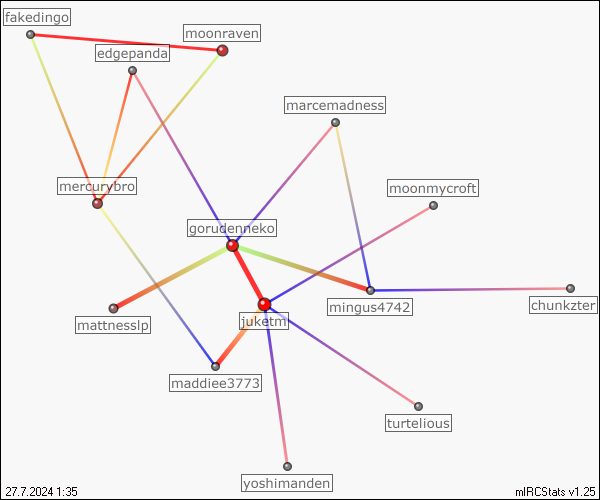 fakedingo
moonraven
edgepanda
marcemadness
mercurybro
moonmycroft
gorudenneko
mattnesslp
juketm
mingus4742
chunkzter
maddiee3773
turtelious
yoshimanden
27.7.2024 1:35
mIRCStats v1.25